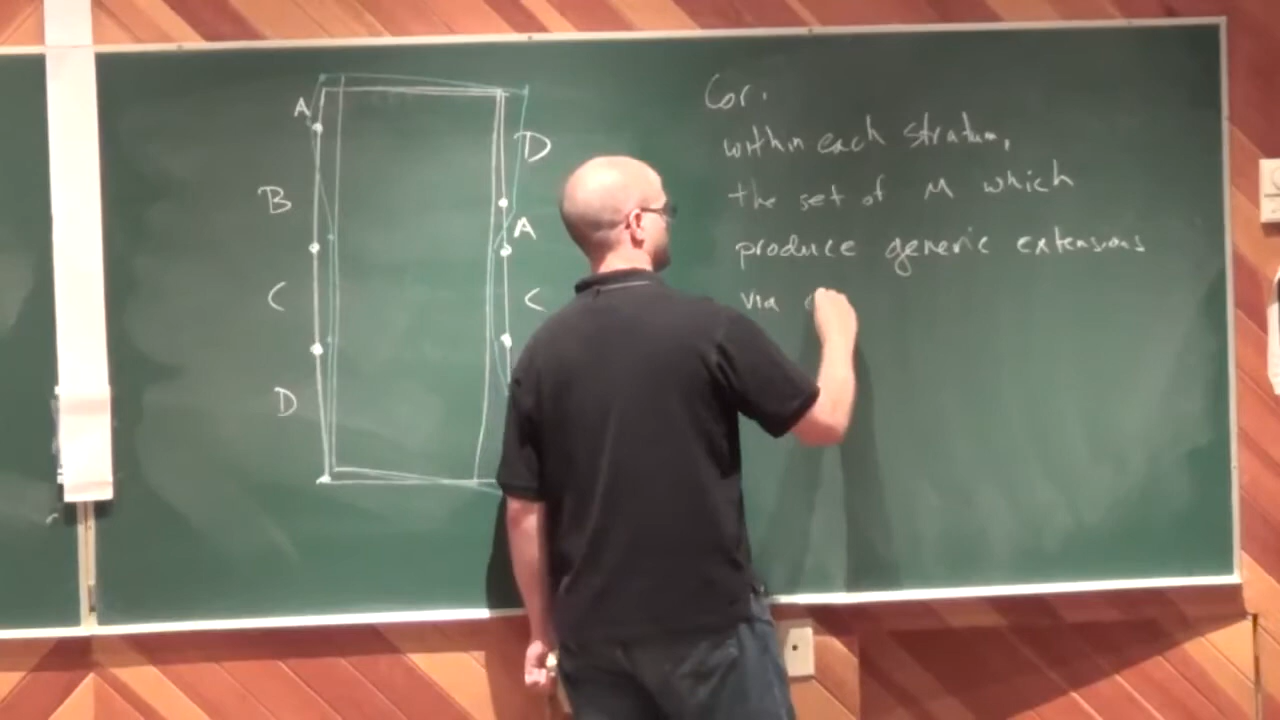 A
B
C
D
D
A
C
Cor.
within each stratum,
the set of M which
produce generic extensions
via